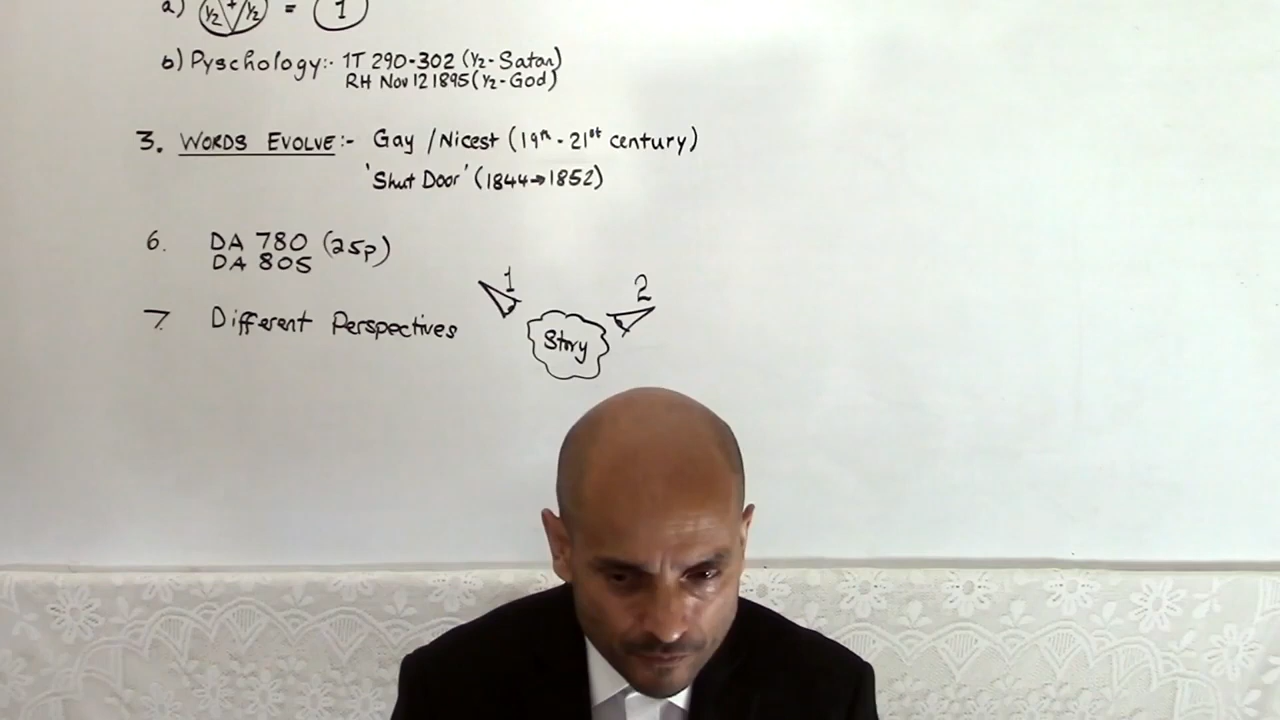 a) ½ + ½ = 1
b) Pyschology:- 1T 290-302 (½-Satan)
RH Nov 12 1895 (½-God)
3. WORDS EVOLVE:- Gay / Nicest (19th - 21st century)
'Shut Door' (1844→1852)
6. DA 780 (25p)
DA 805
1 2
7. Different Perspectives
Story